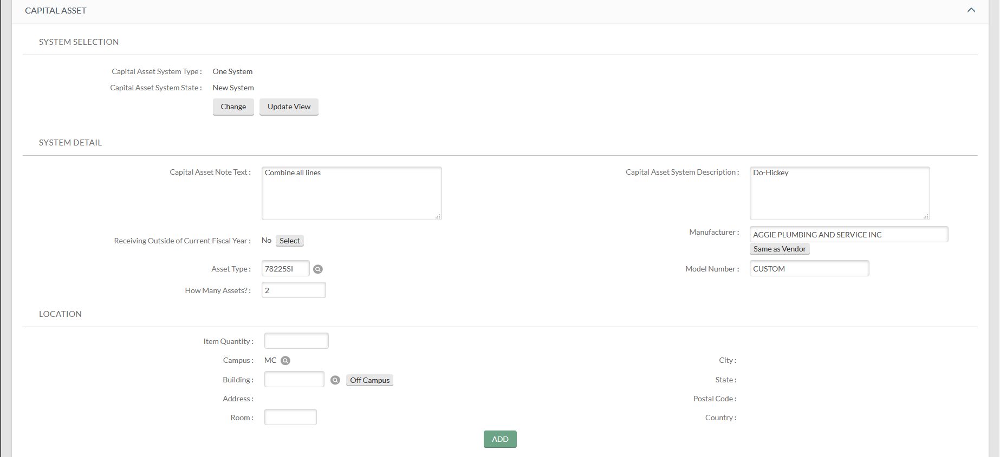 CAPITAL ASSET
SYSTEM SELECTION
Capital Asset System Type : One System
Capital Asset System State : New System
Change Update View
SYSTEM DETAIL
Capital Asset Note Text : Combine all lines Capital Asset System Description : Do-Hickey
Receiving Outside of Current Fiscal Year : No Select Manufacturer : AGGIE PLUMBING AND SERVICE INC
Same as Vendor
Asset Type : 78225SI Model Number : CUSTOM
How Many Assets? : 2
LOCATION
Item Quantity :
Campus : MC City :
Building : Off Campus State :
Address : Postal Code :
Room : Country :
ADD